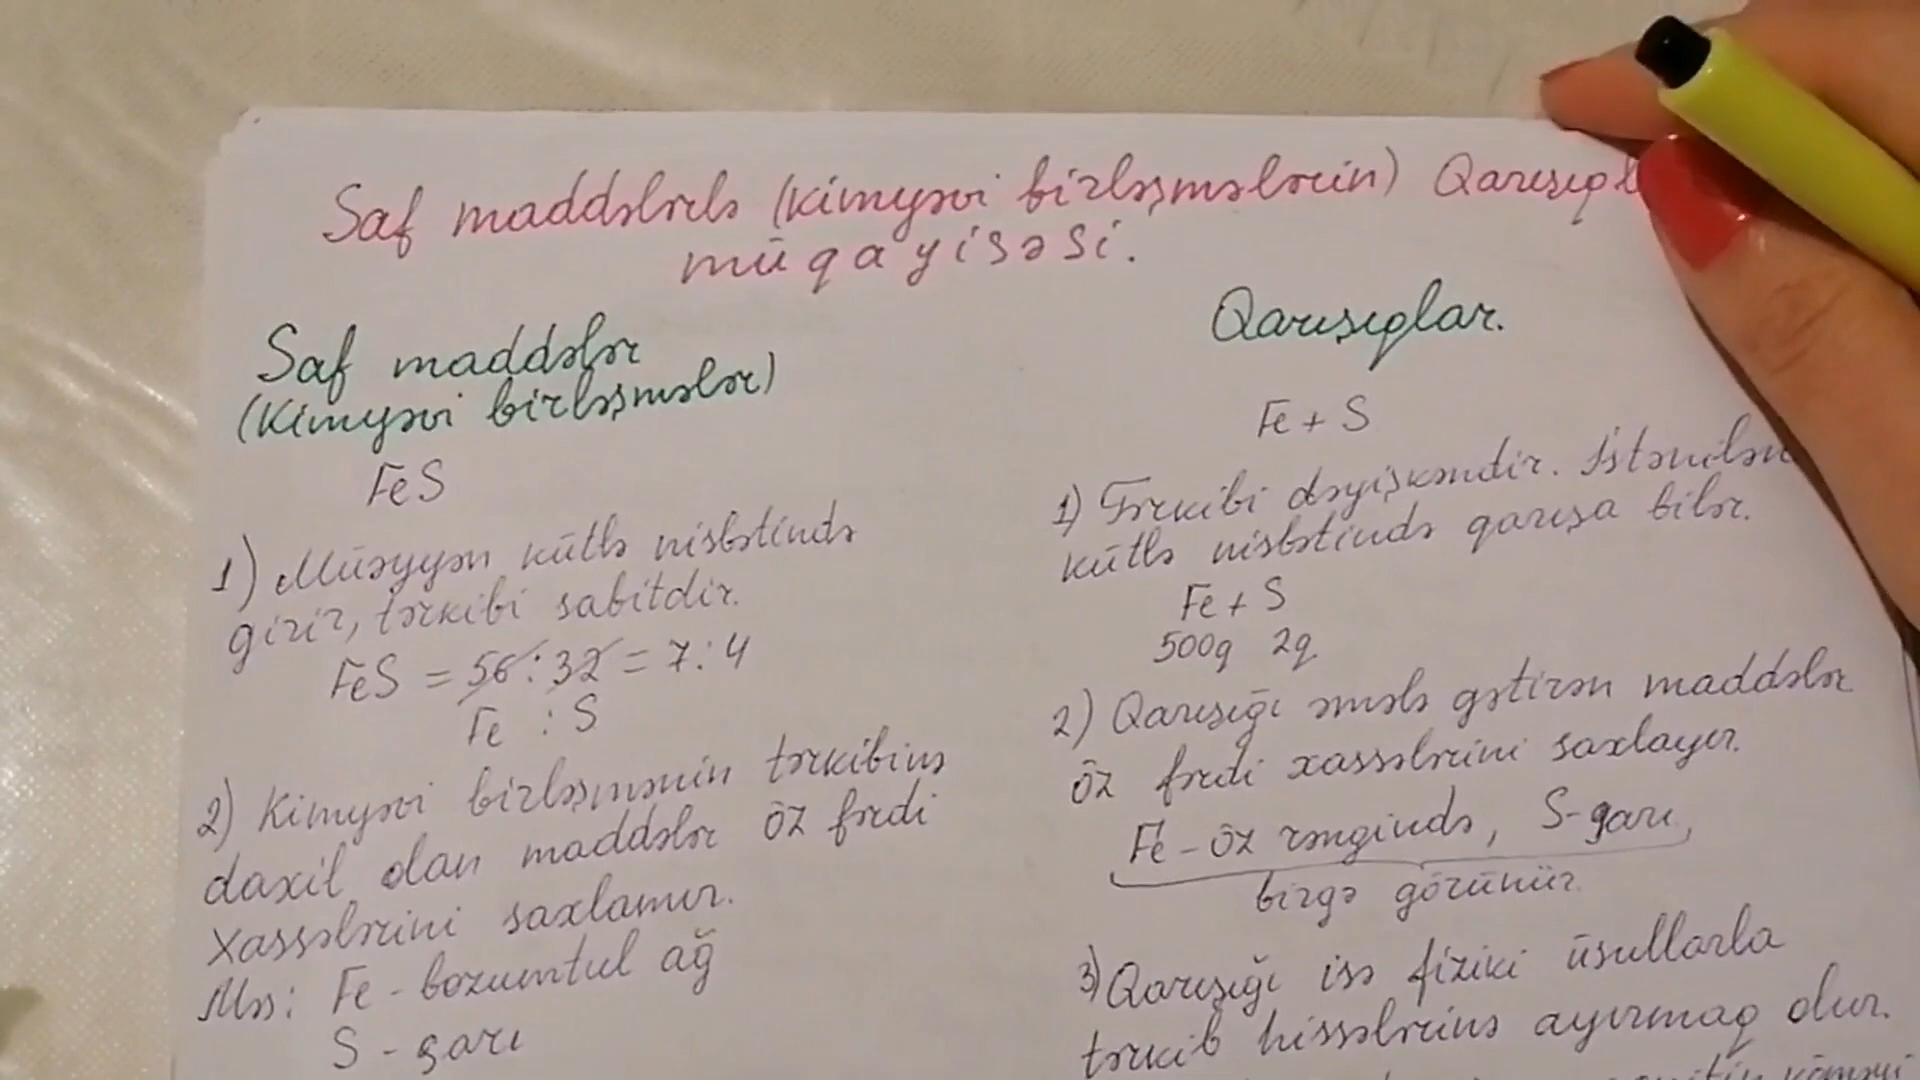 Saf maddələrlə (kimyəvi birləşmələrin) Qarışıql
müqayisəsi.
Saf maddələr
(Kimyəvi birləşmələr)
FeS
1) Müəyyən kütlə nisbətində
girir, tərkibi sabitdir.
FeS = 56 : 32 = 7 : 4
Fe : S
2) Kimyəvi birləşmənin tərkibinə
daxil olan maddələr öz fərdi
xassələrini saxlamır.
Məs: Fe - bozumtul ağ
S - sarı
Qarışıqlar.
Fe + S
1) Tərkibi dəyişkəndir. İstənilən
kütlə nisbətində qarışa bilər.
Fe + S
500q 2q
2) Qarışığı əmələ gətirən maddələr
öz fərdi xassələrini saxlayır.
Fe - öz rəngində, S - sarı,
birgə görünür.
3) Qarışığı isə fiziki üsullarla
tərkib hissələrinə ayırmaq olur.